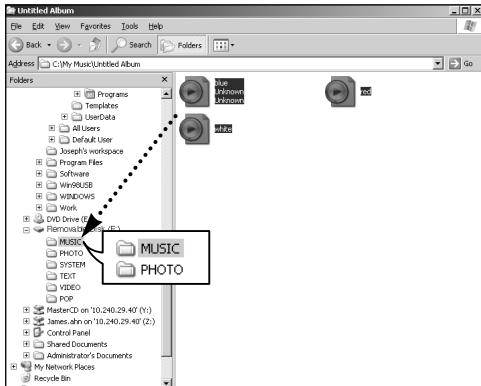 Untitled Album
File Edit View Favorites Tools Help
Back Search Folders
Address C:\My Music\Untitled Album Go
Folders
Programs
Templates
UserData
All Users
Default User
Joseph's workspace
Program Files
Software
Win98USB
WINDOWS
Work
DVD Drive (E:)
Removable Disk (F:)
MUSIC
PHOTO
SYSTEM
TEXT
VIDEO
POP
MasterCD on '10.240.29.40' (Y:)
James.ahn on '10.240.29.40' (Z:)
Control Panel
Shared Documents
Administrator's Documents
My Network Places
Recycle Bin
blue
Unknown
Unknown
red
white
MUSIC
PHOTO